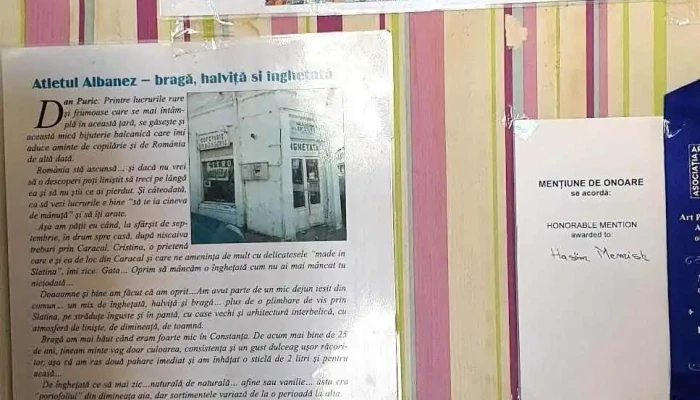 Atletul Albanez – bragă, halviță si înghețată
Dan Puric: Printre lucrurile rare
și frumoase care se mai întâm-
plă în această țară, se găsește și
această mică bijuterie balcanică care îmi
aduce aminte de copilărie și de România
de altă dată.
România stă ascunsă... și dacă nu vrei
să o descoperi poți liniștit să treci pe lângă
ea și să nu știi ce ai pierdut. Și câteodată,
ca să vezi lucrurile e bine "să te ia cineva
de mânuță" și să îți arate.
Așa am pățit eu când, la sfârșit de sep-
tembrie, în drum spre casă, după niscaiva
treburi prin Caracal, Cristina, o prietenă
care e și ea de loc din Caracal și care ne amenința de mult cu delicatesele "made in
Slatina", îmi zice: Gata... Oprim să mâncăm o înghețată cum nu ai mai mâncat tu
niciodată...
Doaaamne și bine am făcut că am oprit...Am avut parte de un mic dejun ieșit din
comun... un mix de înghețată, halviță și bragă... plus de o plimbare de vis prin
Slatina, pe străduțe înguste și în pantă, cu case vechi și arhitectură interbelică, cu
atmosferă de liniște, de dimineață, de toamnă.
Bragă am mai băut când eram foarte mic în Constanța. De acum mai bine de 25
de ani, țineam minte vag doar culoarea, consistența și un gust dulceag ușor răcori-
tor, așa că am ras două pahare imediat și am înhățat o sticlă de 2 litri și pentru
acasă...
De înghețată ce să mai zic...naturală de naturală... afine sau vanilie... ăsta era
"portofoliul" din dimineața aia, dar sortimentele variază de la o perioadă la alta.
COFETARIE
CITRO
INGHETATA
MENȚIUNE DE ONOARE
se acordă:
HONORABLE MENTION
awarded to:
Hasim Memish
ASOCIAȚIA AR
Art P